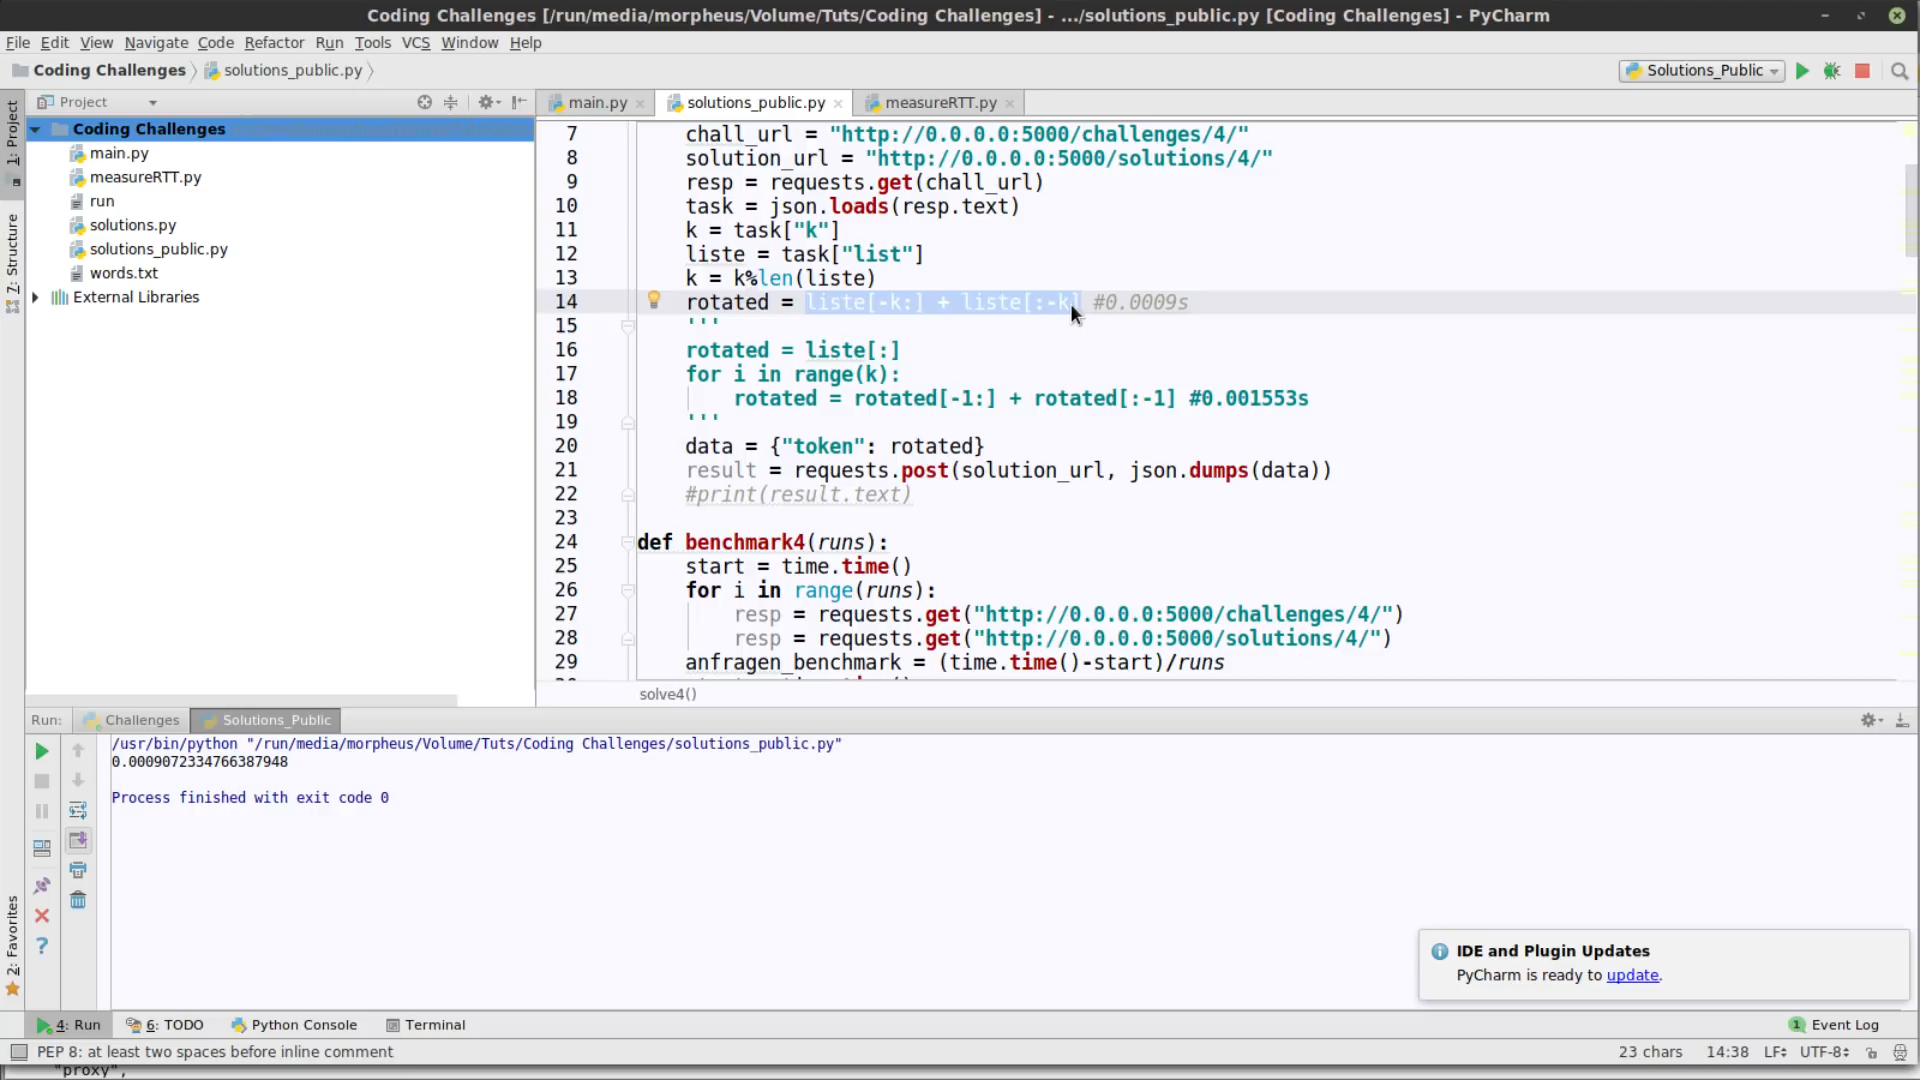 Coding Challenges [/run/media/morpheus/Volume/Tuts/Coding Challenges] - .../solutions_public.py [Coding Challenges] - PyCharm
File Edit View Navigate Code Refactor Run Tools VCS Window Help
Coding Challenges solutions_public.py Solutions_Public
1: Project
7: Structure
2: Favorites
Project
main.py solutions_public.py measureRTT.py
Coding Challenges
main.py
measureRTT.py
run
solutions.py
solutions_public.py
words.txt
External Libraries
7 chall_url = "http://0.0.0.0:5000/challenges/4/"
8 solution_url = "http://0.0.0.0:5000/solutions/4/"
9 resp = requests.get(chall_url)
10 task = json.loads(resp.text)
11 k = task["k"]
12 liste = task["list"]
13 k = k%len(liste)
14 rotated = liste[-k:] + liste[:-k] #0.0009s
15 '''
16 rotated = liste[:]
17 for i in range(k):
18 rotated = rotated[-1:] + rotated[:-1] #0.001553s
19 '''
20 data = {"token": rotated}
21 result = requests.post(solution_url, json.dumps(data))
22 #print(result.text)
23
24 def benchmark4(runs):
25 start = time.time()
26 for i in range(runs):
27 resp = requests.get("http://0.0.0.0:5000/challenges/4/")
28 resp = requests.get("http://0.0.0.0:5000/solutions/4/")
29 anfragen_benchmark = (time.time()-start)/runs
solve4()
Run: Challenges Solutions_Public
/usr/bin/python "/run/media/morpheus/Volume/Tuts/Coding Challenges/solutions_public.py"
0.0009072334766387948
Process finished with exit code 0
IDE and Plugin Updates
PyCharm is ready to update.
4: Run 6: TODO Python Console Terminal 1 Event Log
PEP 8: at least two spaces before inline comment 23 chars 14:38 LF UTF-8
"proxy",